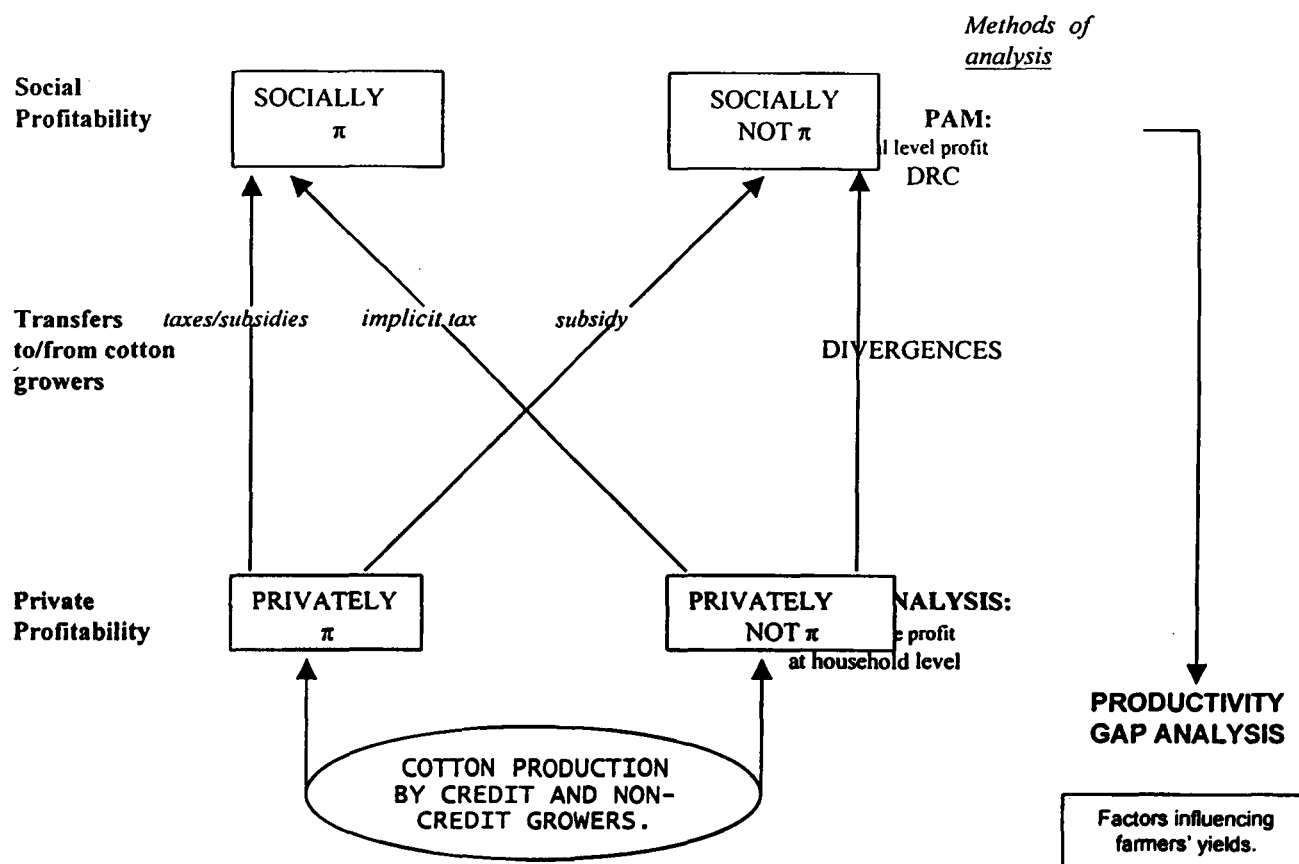 Methods of
analysis
Social
Profitability
SOCIALLY
π
SOCIALLY
NOT π
PAM:
l level profit
DRC
Transfers
to/from cotton
growers
taxes/subsidies
implicit tax
subsidy
DIVERGENCES
Private
Profitability
PRIVATELY
π
PRIVATELY
NOT π
NALYSIS:
e profit
at household level
PRODUCTIVITY
GAP ANALYSIS
COTTON PRODUCTION
BY CREDIT AND NON-
CREDIT GROWERS.
Factors influencing
farmers' yields.